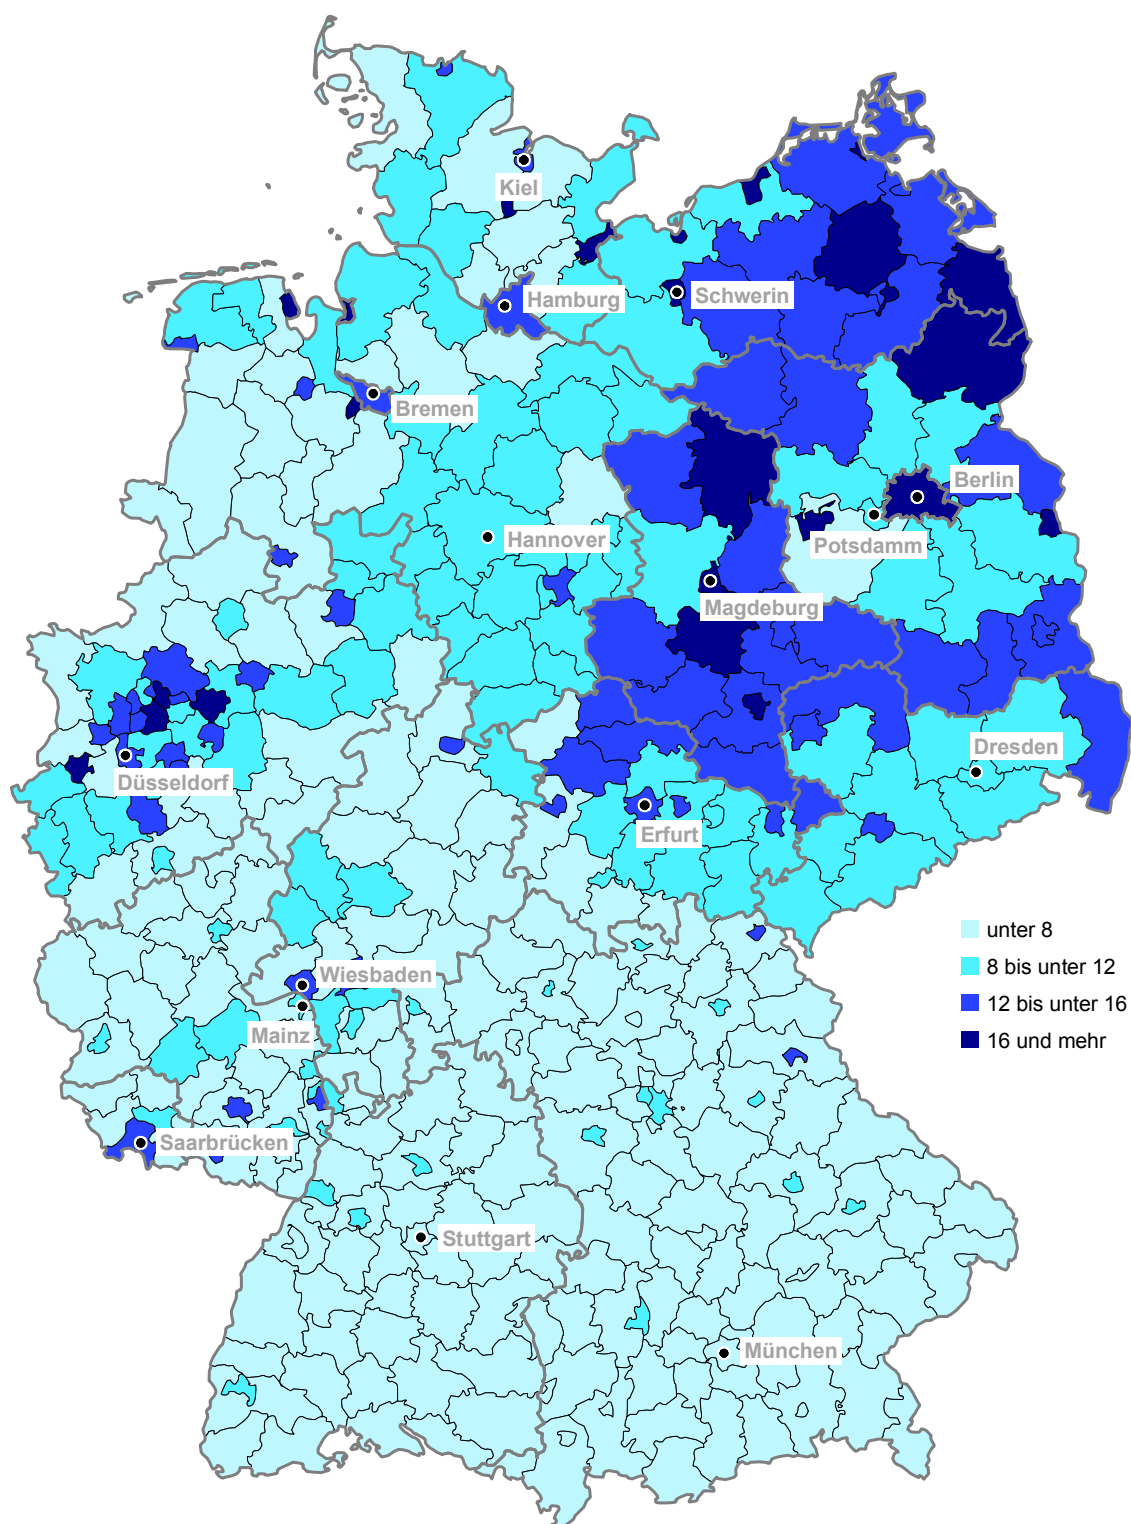 Kiel
Hamburg
Schwerin
Bremen
Berlin
Hannover
Potsdamm
Magdeburg
Düsseldorf
Dresden
Erfurt
unter 8
8 bis unter 12
12 bis unter 16
16 und mehr
Wiesbaden
Mainz
Saarbrücken
Stuttgart
München